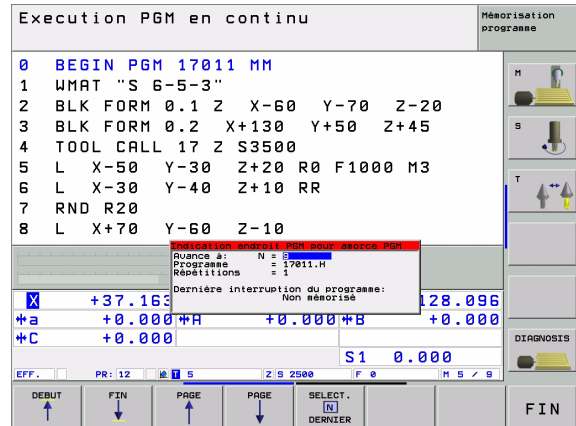 Execution PGM en continu
Mémorisation
programme
0 BEGIN PGM 17011 MM
1 WMAT "S 6-5-3"
2 BLK FORM 0.1 Z X-60 Y-70 Z-20
3 BLK FORM 0.2 X+130 Y+50 Z+45
4 TOOL CALL 17 Z S3500
5 L X-50 Y-30 Z+20 R0 F1000 M3
6 L X-30 Y-40 Z+10 RR
7 RND R20
8 L X+70 Y-60 Z-10
Indication endroit PGM pour amorce PGM
Avance à: N = 9
Programme = 17011.H
Répétitions = 1
Dernière interruption du programme:
Non mémorisé
X +37.163 128.096
a +0.000 A +0.000 B +0.000
C +0.000
S1 0.000
EFF. PR: 12 T 5 Z S 2500 F 0 M 5 / 9
M
S
T
DIAGNOSIS
DEBUT
FIN
PAGE
PAGE
SELECT.
N
DERNIER
FIN